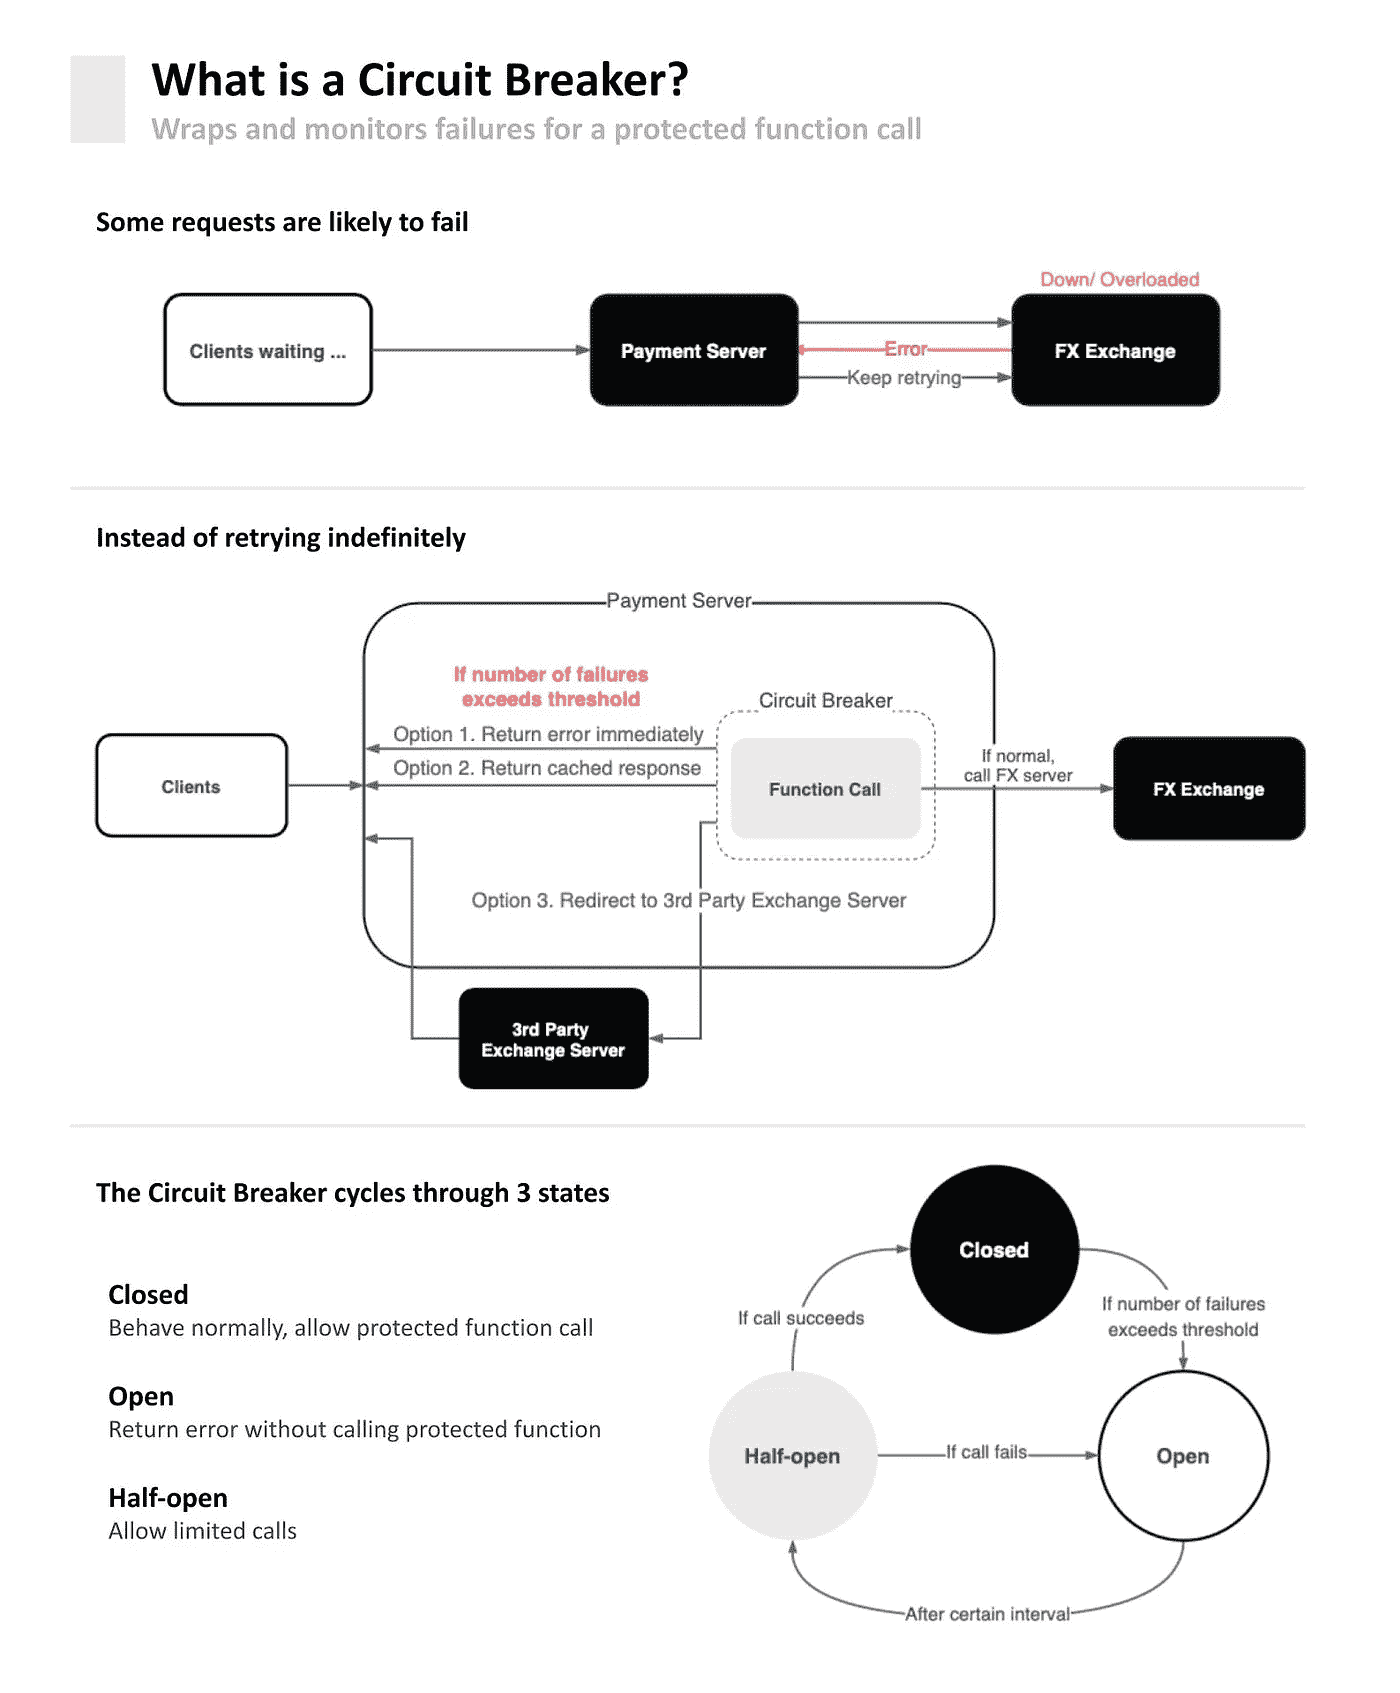 What is a Circuit Breaker?
Wraps and monitors failures for a protected function call
Some requests are likely to fail
Down/ Overloaded
Clients waiting ...
Payment Server
Error
Keep retrying
FX Exchange
Instead of retrying indefinitely
Payment Server
If number of failures
exceeds threshold
Circuit Breaker
Option 1. Return error immediately
Option 2. Return cached response
Clients
Function Call
If normal,
call FX server
FX Exchange
Option 3. Redirect to 3rd Party Exchange Server
3rd Party
Exchange Server
The Circuit Breaker cycles through 3 states
Closed
Behave normally, allow protected function call
Open
Return error without calling protected function
Half-open
Allow limited calls
Closed
If call succeeds
If number of failures
exceeds threshold
Half-open
If call fails
Open
After certain interval